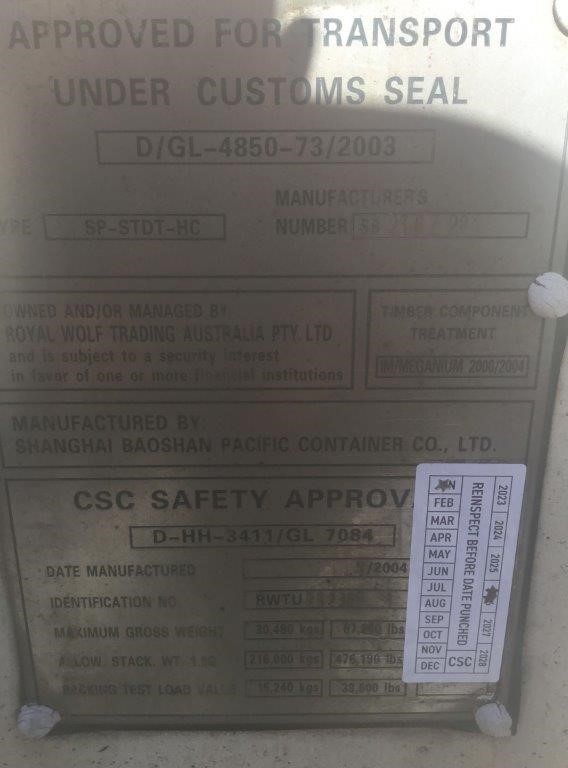 APPROVED FOR TRANSPORT
UNDER CUSTOMS SEAL
D/GL-4850-73/2003
MANUFACTURER'S
SP-STDT-HC
NUMBER SB
OWNED AND/OR MANAGED BY:
ROYAL WOLF TRADING AUSTRALIA PTY. LTD
and is subject to a security interest
in favor of one or more financial institutions
TIMBER COMPONENT
TREATMENT
IM/MEGANIUM 2000/2004
MANUFACTURED BY:
SHANGHAI BAOSHAN PACIFIC CONTAINER CO., LTD.
CSC SAFETY APPROVA
D-HH-3411/GL 7084
DATE MANUFACTURED
/2004
IDENTIFICATION NO.
RWTU
MAXIMUM GROSS WEIGHT
30,480 kgs
67,200 lbs
ALLOW. STACK. WT. 1.8G
216,000 kgs
476,190 lbs
RACKING TEST LOAD VALUE
15,240 kgs
33,600 lbs
N
FEB
MAR
APR
MAY
JUN
JUL
AUG
SEP
OCT
NOV
DEC
REINSPECT BEFORE DATE PUNCHED
CSC
2023
2024
2025
2027
2028